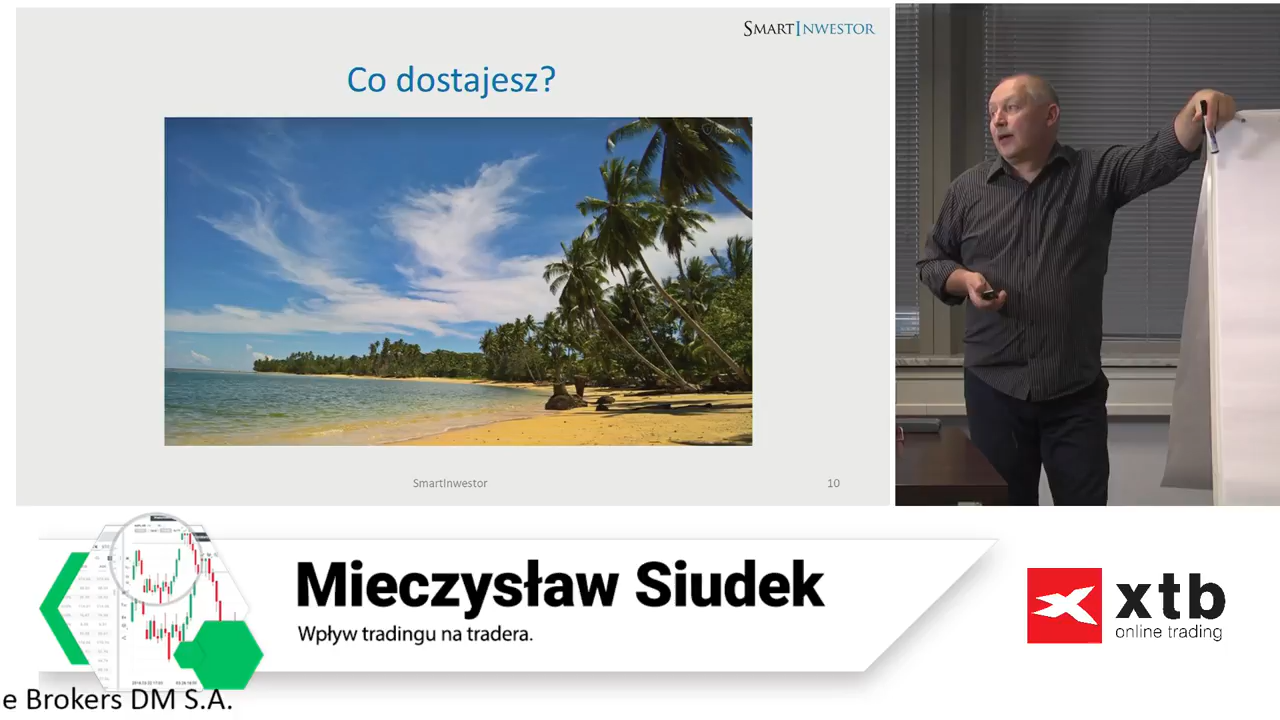 SMARTINWESTOR
Co dostajesz?
SmartInwestor
10
Mieczysław Siudek
Wpływ tradingu na tradera.
xtb
online trading
e Brokers DM S.A.